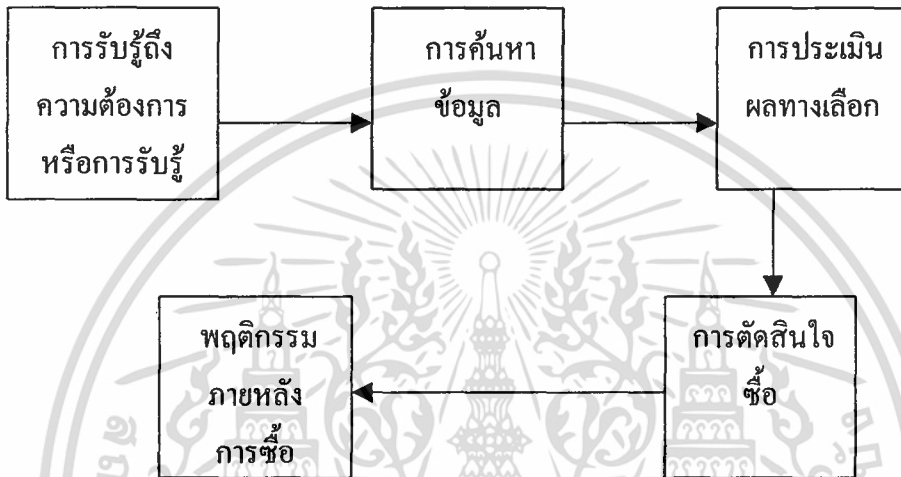 การรับรู้ถึง
ความต้องการ
หรือการรับรู้
การค้นหา
ข้อมูล
การประเมิน
ผลทางเลือก
การตัดสินใจ
ซื้อ
พฤติกรรม
ภายหลัง
การซื้อ